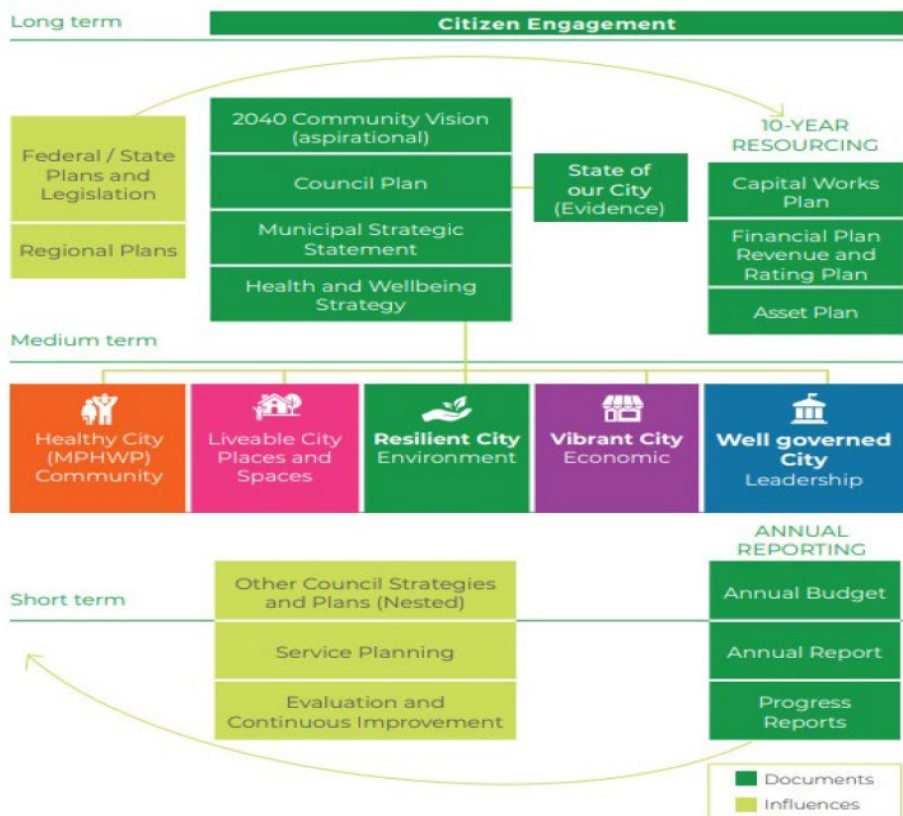 Long term
Citizen Engagement
Federal / State
Plans and
Legislation
Regional Plans
2040 Community Vision
(aspirational)
Council Plan
Municipal Strategic
Statement
Health and Wellbeing
Strategy
State of
our City
(Evidence)
10-YEAR
RESOURCING
Capital Works
Plan
Financial Plan
Revenue and
Rating Plan
Asset Plan
Medium term
Healthy City
(MPHWP)
Community
Liveable City
Places and
Spaces
Resilient City
Environment
Vibrant City
Economic
Well governed
City
Leadership
Short term
Other Council Strategies
and Plans (Nested)
Service Planning
Evaluation and
Continuous Improvement
ANNUAL
REPORTING
Annual Budget
Annual Report
Progress
Reports
Documents
Influences